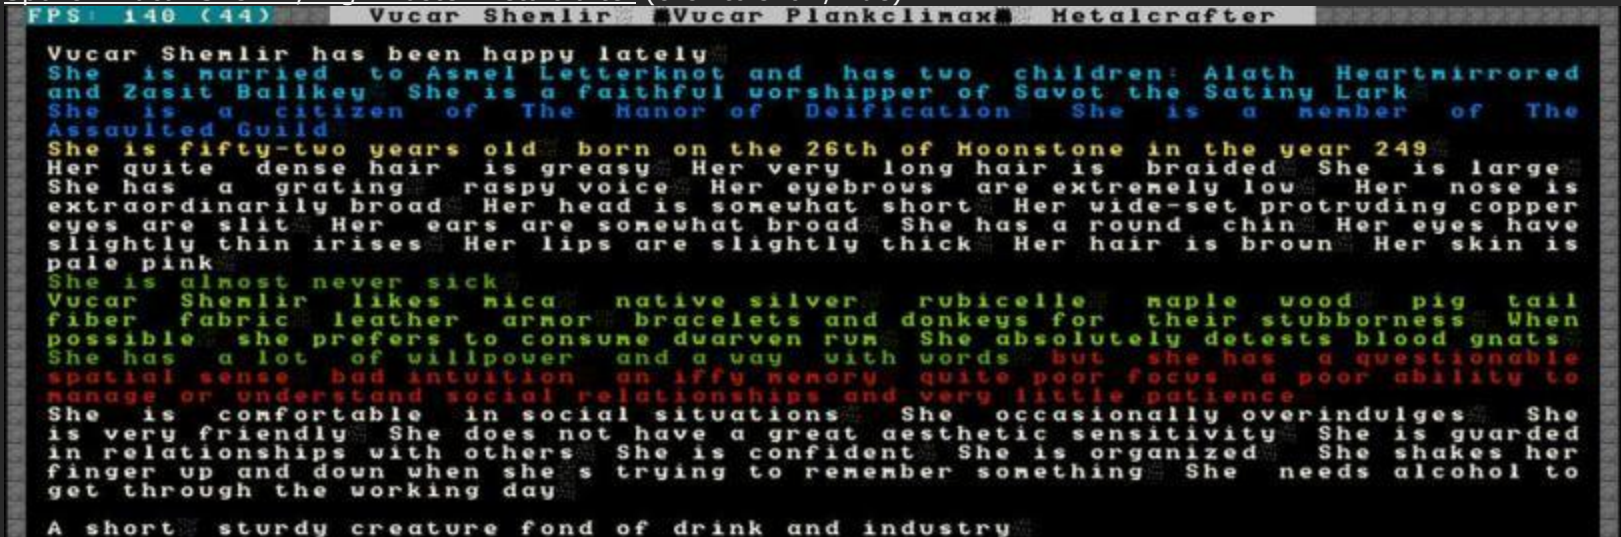 FPS: 140 (44) Vucar Shemlir Vucar Plankclimax Metalcrafter
Vucar Shemlir has been happy lately
She is married to Asmel Letterknot and has two children: Alath Heartmirrored
and Zasit Ballkey She is a faithful worshipper of Savot the Satiny Lark
She is a citizen of The Manor of Deification She is a member of The
Assaulted Guild
She is fifty-two years old born on the 26th of Moonstone in the year 249
Her quite dense hair is greasy Her very long hair is braided She is large
She has a grating raspy voice Her eyebrows are extremely low Her nose is
extraordinarily broad Her head is somewhat short Her wide-set protruding copper
eyes are slit Her ears are somewhat broad She has a round chin Her eyes have
slightly thin irises Her lips are slightly thick Her hair is brown Her skin is
pale pink
She is almost never sick
Vucar Shemlir likes mica native silver rubicelle maple wood pig tail
fiber fabric leather armor bracelets and donkeys for their stubborness When
possible she prefers to consume dwarven rum She absolutely detests blood gnats
She has a lot of willpower and a way with words but she has a questionable
spatial sense bad intuition an iffy memory quite poor focus a poor ability to
manage or understand social relationships and very little patience
She is comfortable in social situations She occasionally overindulges She
is very friendly She does not have a great aesthetic sensitivity She is guarded
in relationships with others She is confident She is organized She shakes her
finger up and down when she s trying to remember something She needs alcohol to
get through the working day
A short sturdy creature fond of drink and industry